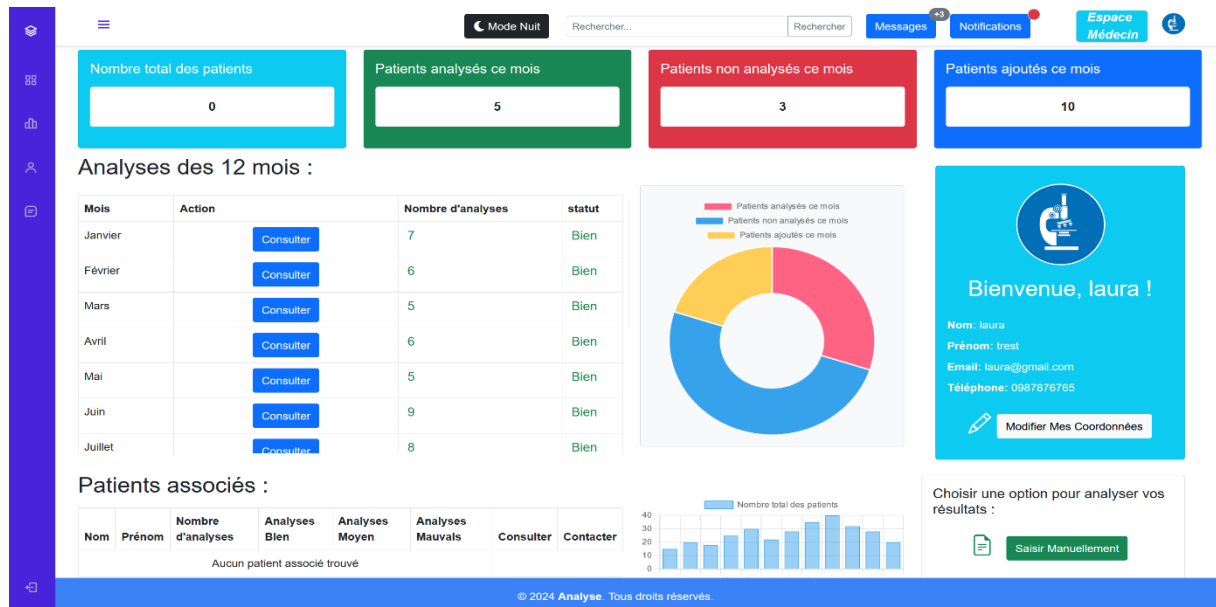 Mode Nuit
Rechercher...
Rechercher
Messages
+3
Notifications
Espace
Médecin
Nombre total des patients
0
Patients analysés ce mois
5
Patients non analysés ce mois
3
Patients ajoutés ce mois
10
Analyses des 12 mois :
Mois Action Nombre d'analyses statut
Janvier Consulter 7 Bien
Février Consulter 6 Bien
Mars Consulter 5 Bien
Avril Consulter 6 Bien
Mai Consulter 5 Bien
Juin Consulter 9 Bien
Juillet Consulter 8 Bien
Patients analysés ce mois
Patients non analysés ce mois
Patients ajoutés ce mois
Bienvenue, laura !
Nom: laura
Prénom: trest
Email: laura@gmail.com
Téléphone: 0987876765
Modifier Mes Coordonnées
Patients associés :
Nom Prénom Nombre d'analyses Analyses Bien Analyses Moyen Analyses Mauvais Consulter Contacter
Aucun patient associé trouvé
Nombre total des patients
40
30
20
10
0
Choisir une option pour analyser vos
résultats :
Saisir Manuellement
© 2024 Analyse. Tous droits réservés.